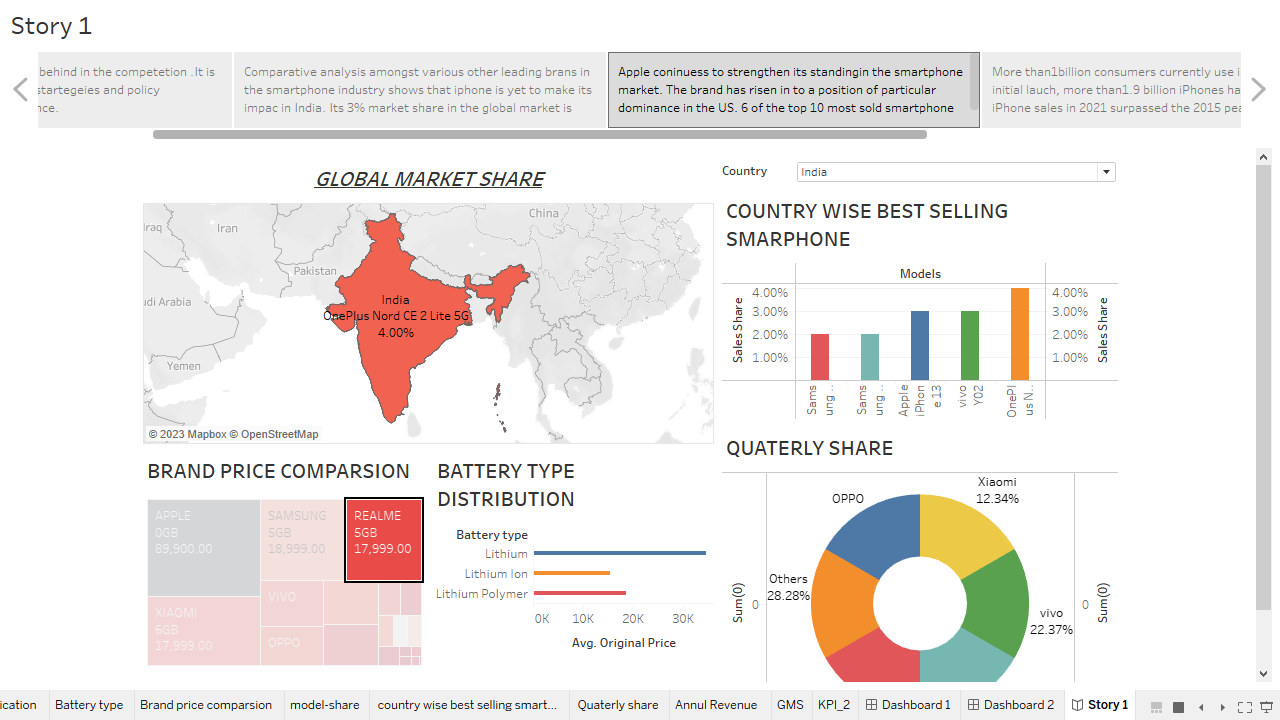 Story 1
behind in the competetion .It is
startegeies and policy
nce.
Comparative analysis amongst various other leading brans in
the smartphone industry shows that iphone is yet to make its
impac in India. Its 3% market share in the global market is
Apple coninuess to strengthen its standingin the smartphone
market. The brand has risen in to a position of particular
dominance in the US. 6 of the top 10 most sold smartphone
More than1billion consumers currently use i
initial lauch, more than1.9 billion iPhones ha
iPhone sales in 2021 surpassed the 2015 pea
GLOBAL MARKET SHARE
Country
India
China
Iran
Iraq
Pakistan
udi Arabia
Yemen
India
OnePlus Nord CE 2 Lite 5G
4.00%
© 2023 Mapbox © OpenStreetMap
COUNTRY WISE BEST SELLING
SMARPHONE
Models
Sales Share
4.00%
3.00%
2.00%
1.00%
4.00%
3.00%
2.00%
1.00%
Sales Share
Sams
ung..
Sams
ung..
Apple
iPhon
e 13
vivo
Y02
OnePl
us N..
BRAND PRICE COMPARSION
APPLE
0GB
89,900.00
SAMSUNG
5GB
18,999.00
REALME
5GB
17,999.00
XIAOMI
6GB
17,999.00
VIVO
OPPO
BATTERY TYPE
DISTRIBUTION
Battery type
Lithium
Lithium Ion
Lithium Polymer
0K 10K 20K 30K
Avg. Original Price
QUATERLY SHARE
Sum(0)
0
OPPO
Xiaomi
12.34%
Others
28.28%
vivo
22.37%
0
Sum(0)
ication
Battery type
Brand price comparsion
model-share
country wise best selling smart...
Quaterly share
Annul Revenue
GMS
KPI_2
Dashboard 1
Dashboard 2
Story 1